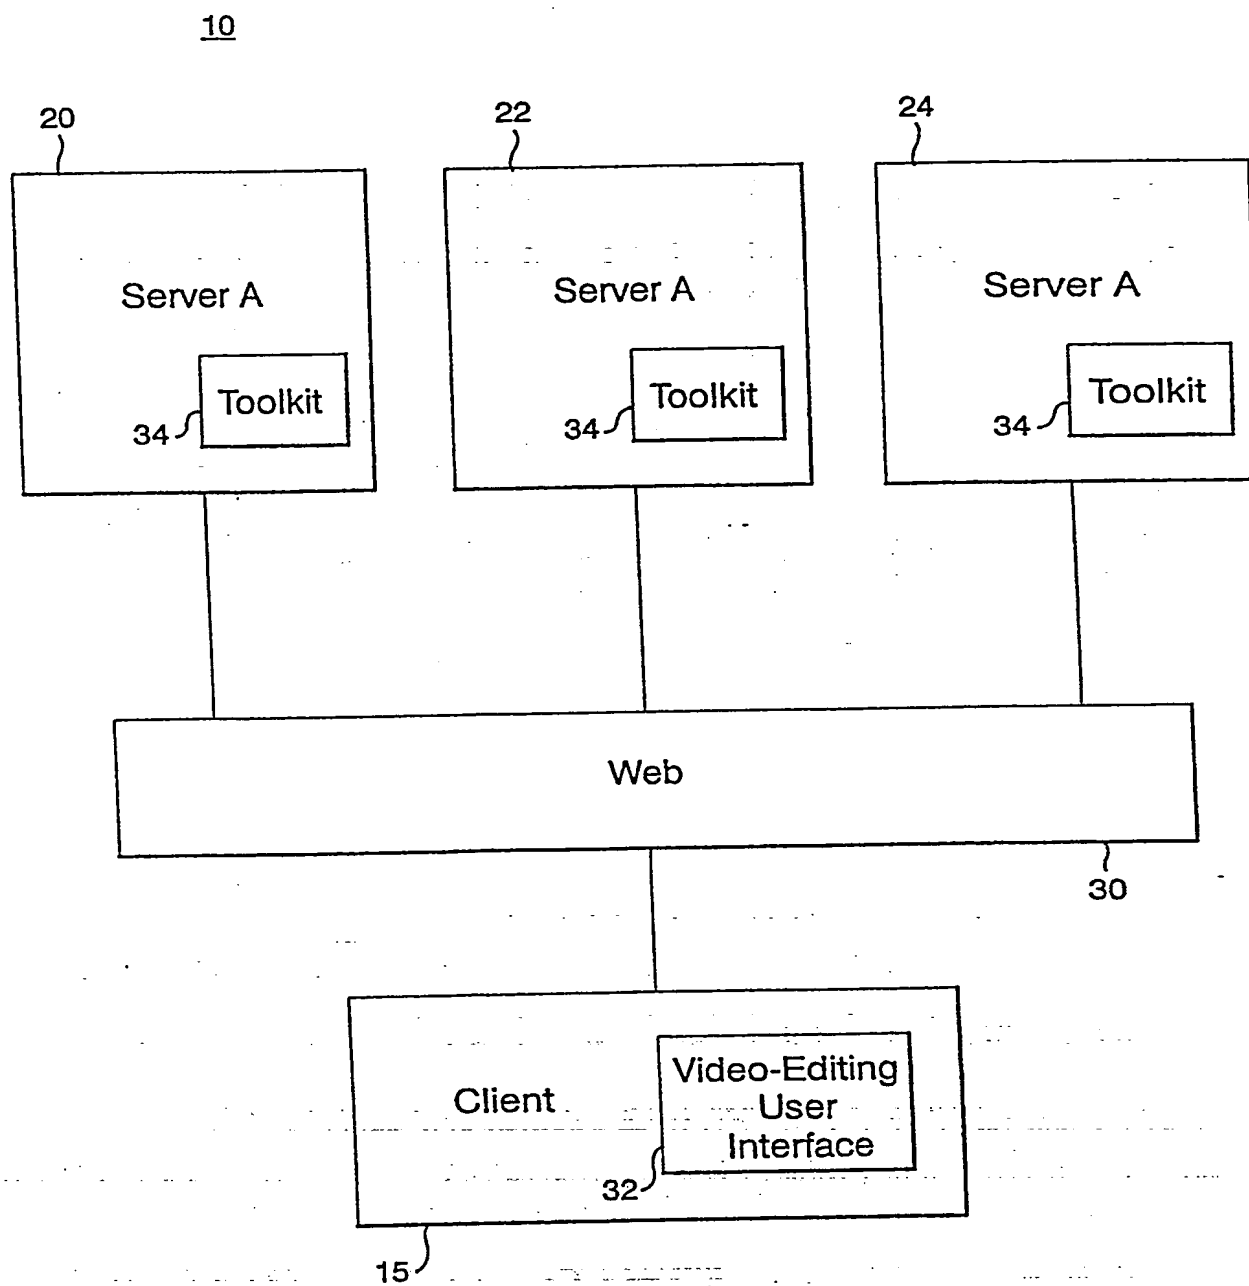 10
20
22
24
Server A
Server A
Server A
Toolkit
Toolkit
Toolkit
34
34
34
Web
30
Client
Video-Editing
User
Interface
32
15